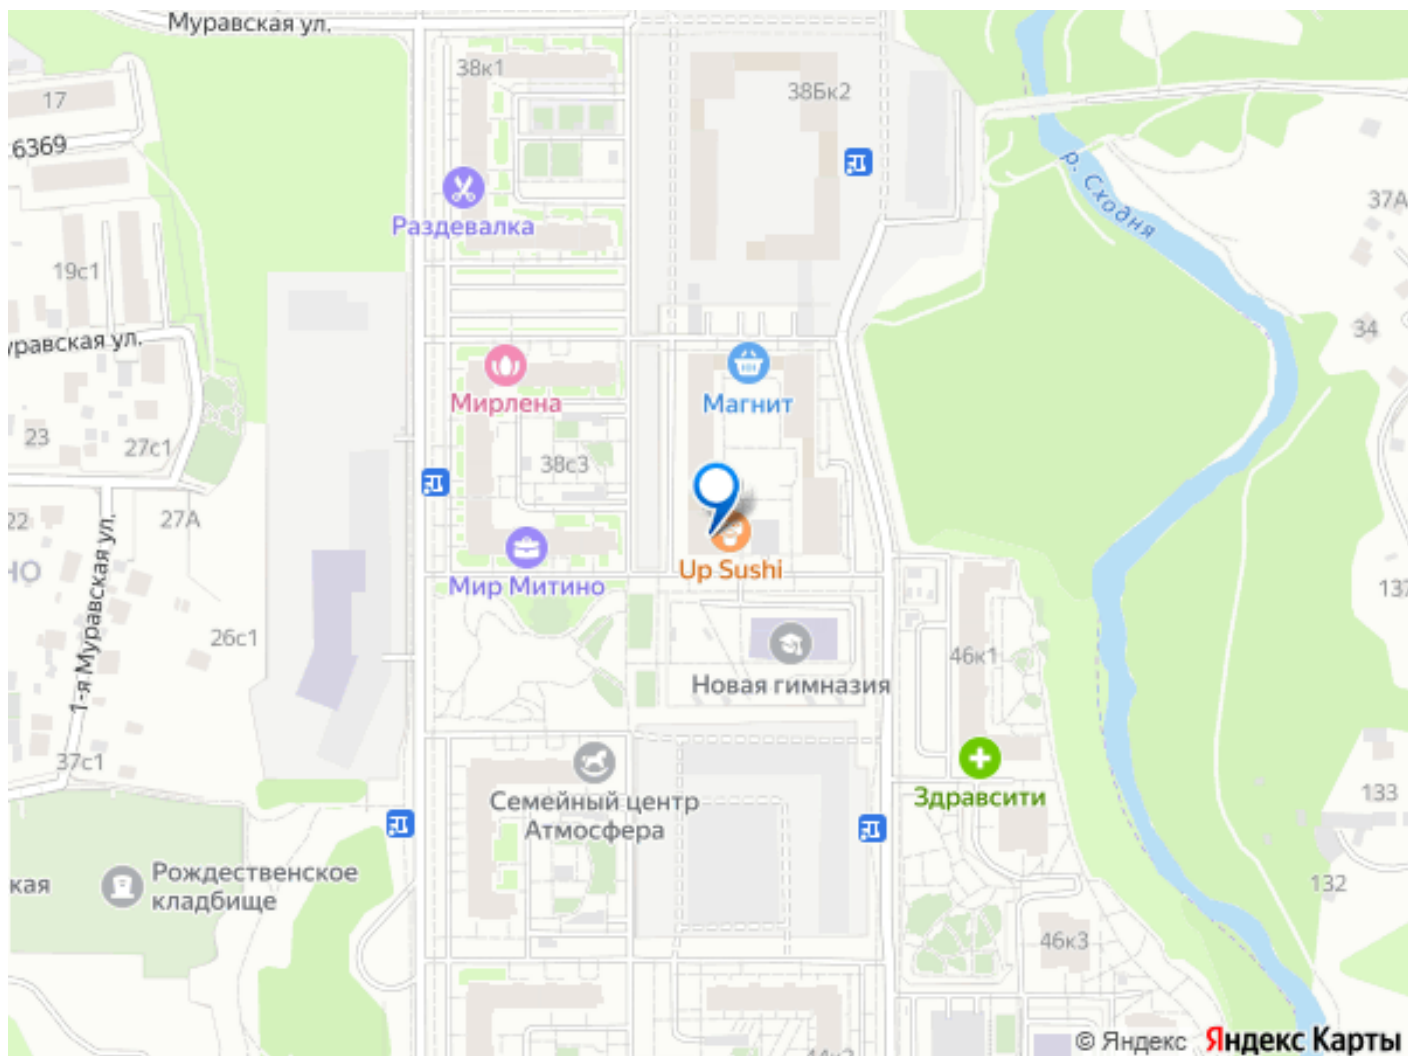 Муравская ул.
38к1
17
38Бк2
6369
р. Сходня
37А
Раздевалка
19с1
уравская ул.
34
Мирлена
Магнит
23
27с1
38с3
22
27А
НО
Up Sushi
Мир Митино
137
1-я Муравская ул.
26с1
46к1
Новая гимназия
37с1
Здравсити
133
Семейный центр
Атмосфера
Рождественское
кладбище
кая
132
46к3
© Яндекс Яндекс Карты